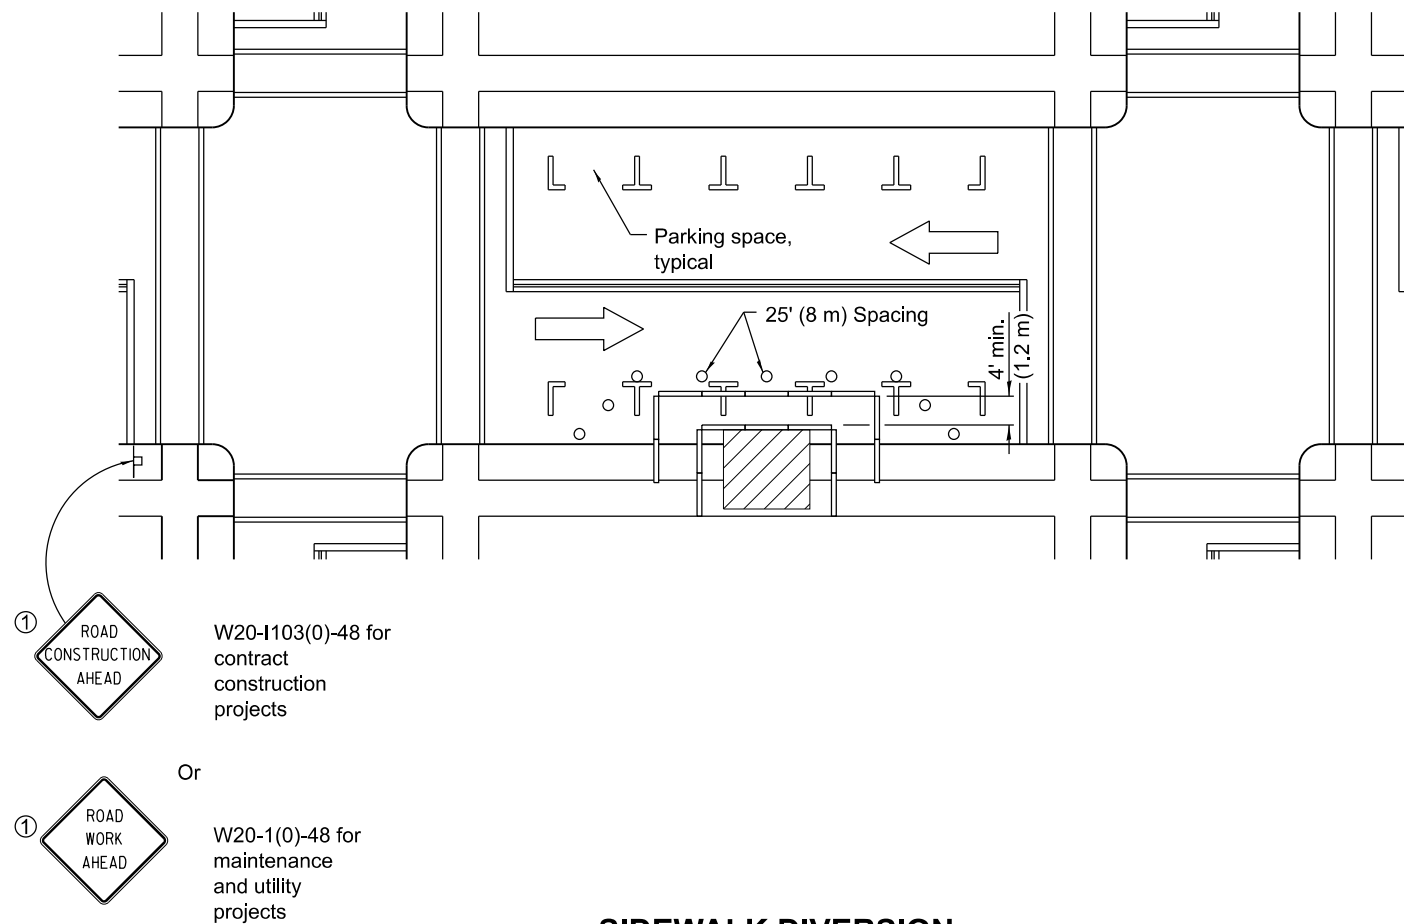 Parking space,
typical
25' (8 m) Spacing
4' min.
(1.2 m)
①
ROAD
CONSTRUCTION
AHEAD
W20-I103(0)-48 for
contract
construction
projects
Or
①
ROAD
WORK
AHEAD
W20-1(0)-48 for
maintenance
and utility
projects
SIDEWALK DIVERSION